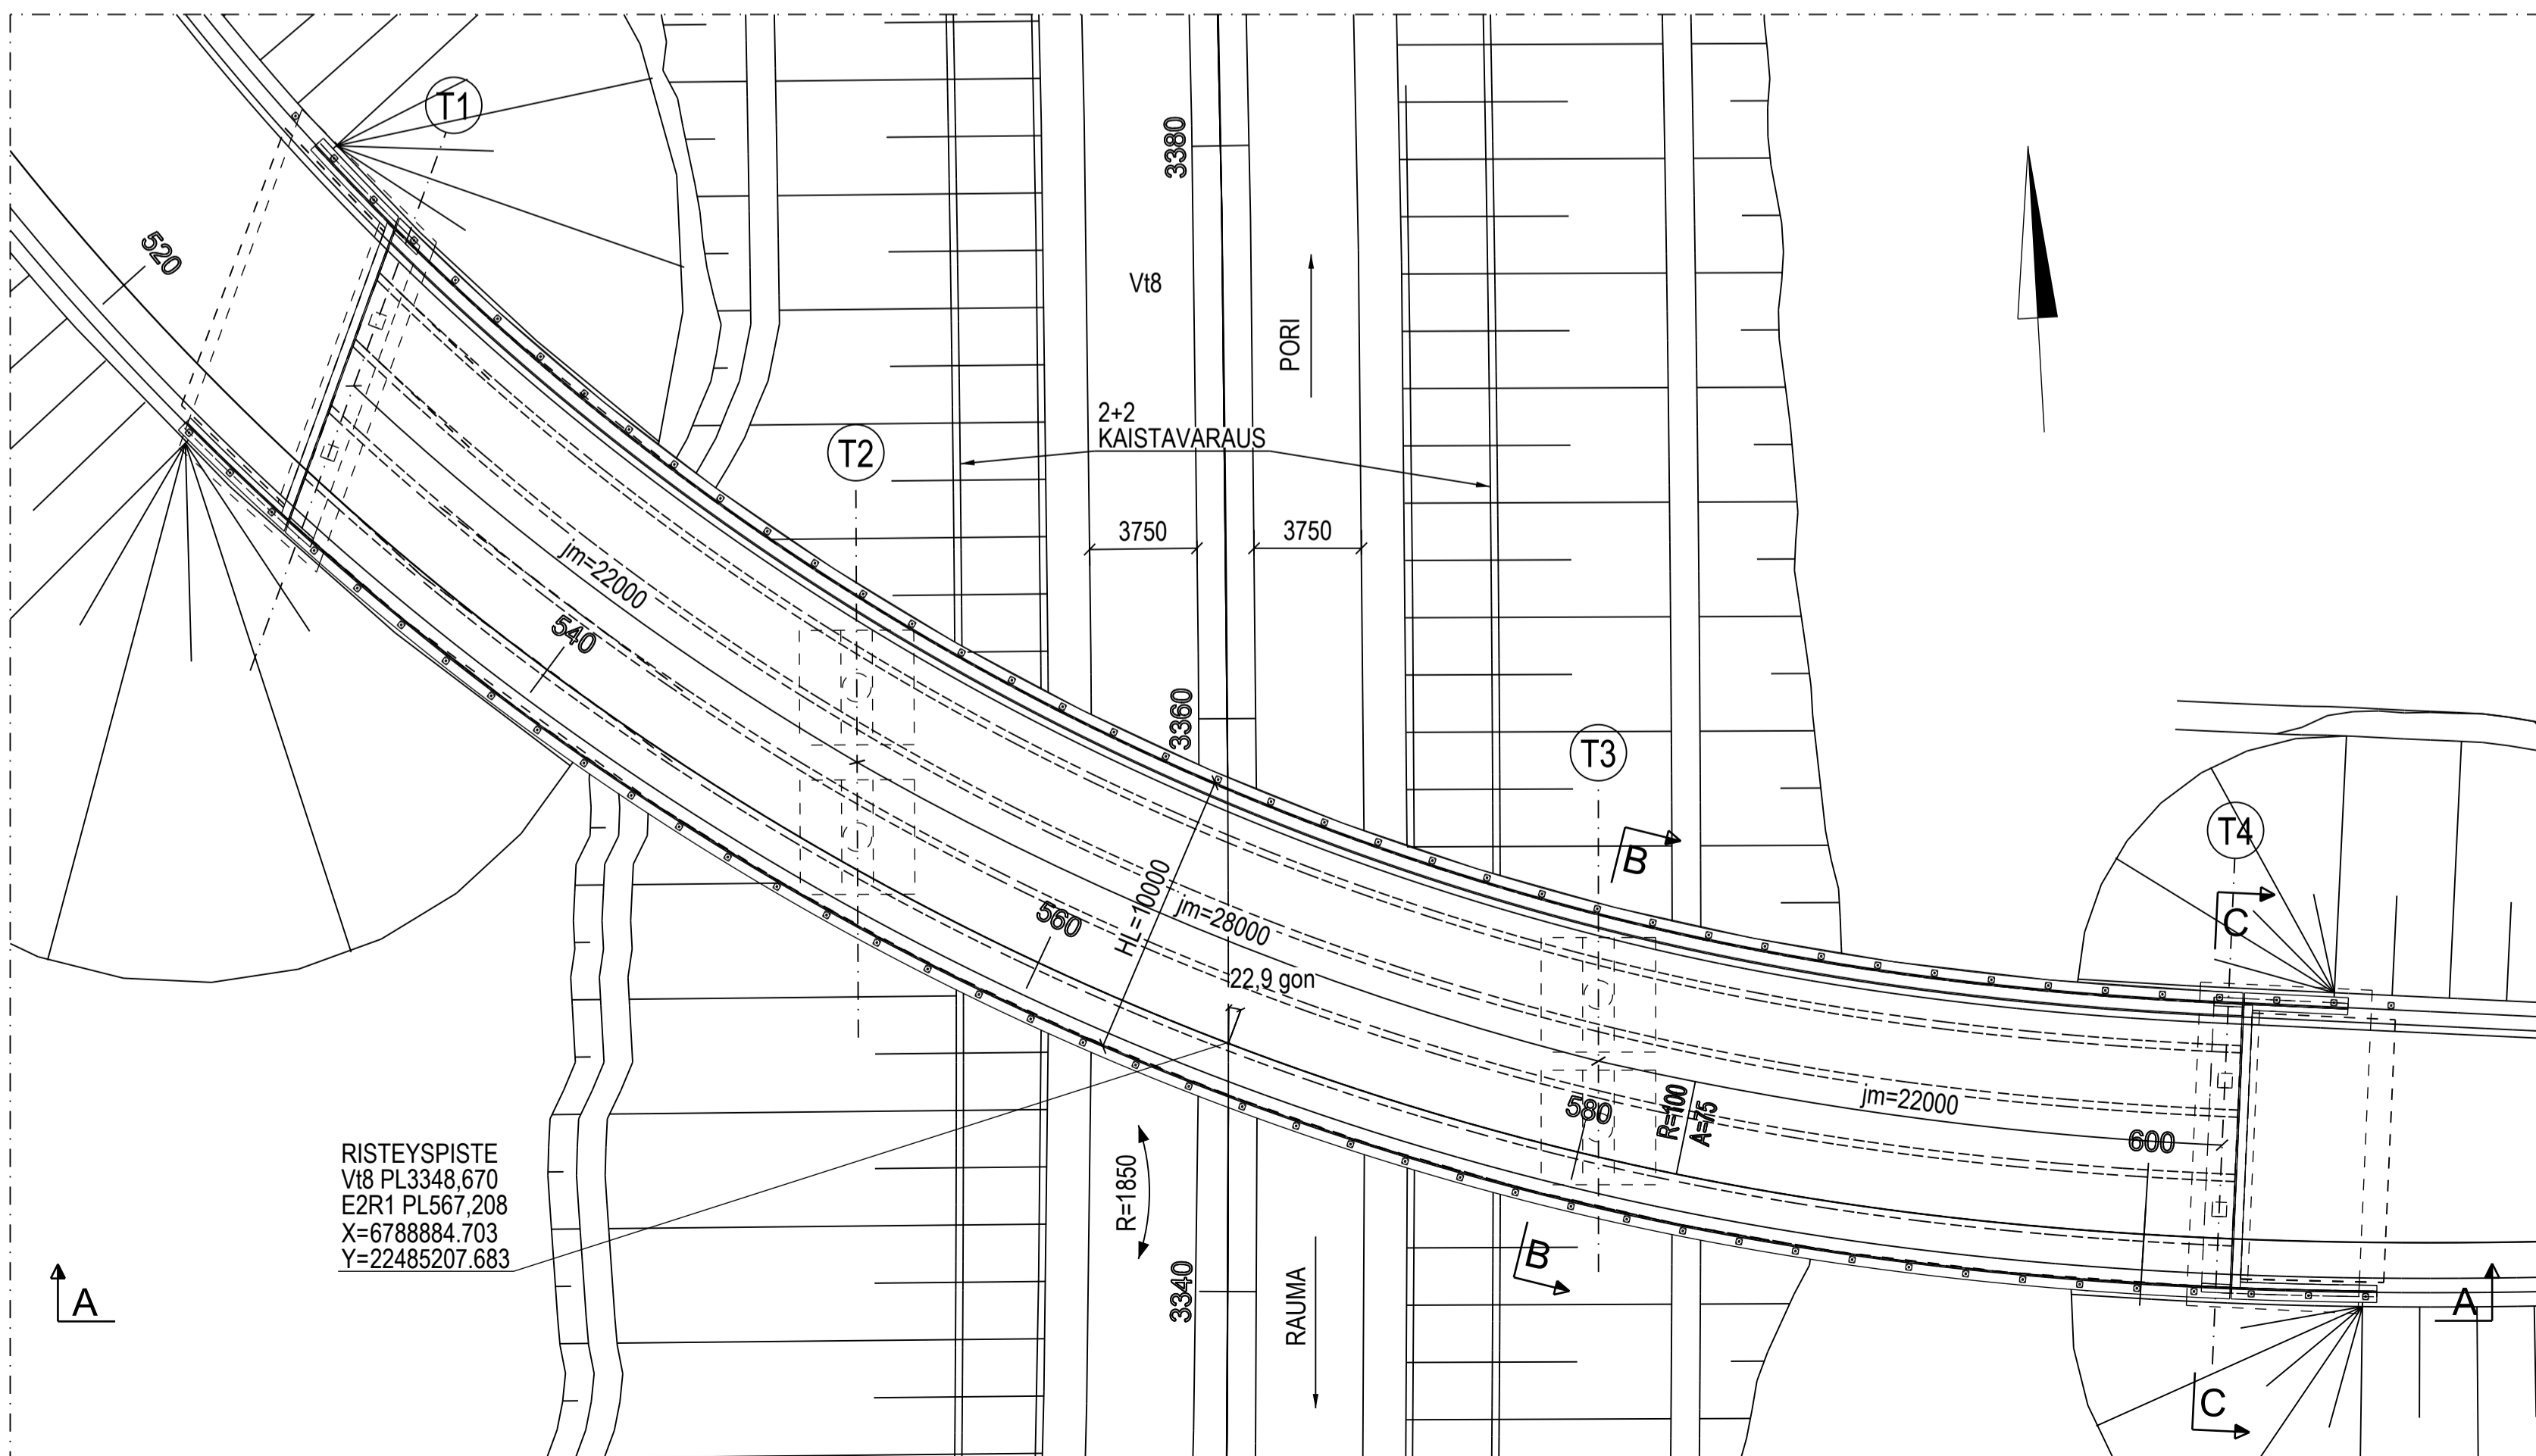 T1
3380
520
Vt8
PORI
2+2
KAISTAVARAUS
T2
3750
3750
jm=22000
540
3360
T3
T4
B
HL=10000
560
jm=28000
C
22,9 gon
580
R=100
A=75
jm=22000
600
RISTEYSPISTE
Vt8 PL3348,670
E2R1 PL567,208
X=6788884.703
Y=22485207.683
R=1850
B
3340
RAUMA
A
A
C